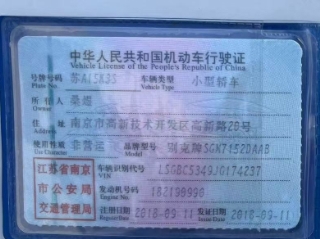 中华人民共和国机动车行驶证
Vehicle License of the People's Republic of China
号牌号码 苏A15K33 车辆类型 小型轿车
Plate No. Vehicle Type
所有人
Owner
住址 南京市高新技术开发区高新路20号
Address
使用性质 非营运 品牌型号 别克牌SGM7152DAAB
Use Character Model
江苏省南京市公安局交通管理局
车辆识别代号 LSGBC5349JG174237
VIN
发动机号码 182190990
Engine No.
注册日期 2018-09-11 发证日期 2018-09-11
Register Date Issue Date